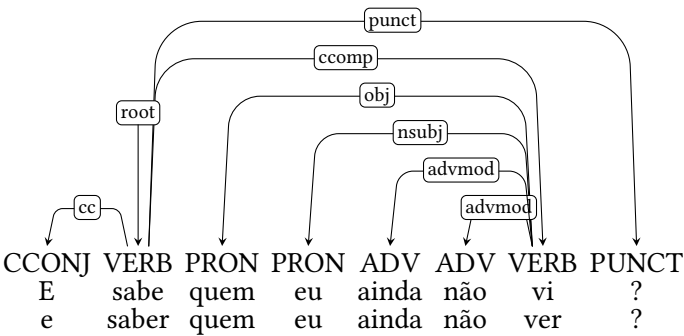 punct
ccomp
obj
root
nsubj
advmod
cc advmod
CCONJ VERB PRON PRON ADV ADV VERB PUNCT
E sabe quem eu ainda não vi ?
e saber quem eu ainda não ver ?